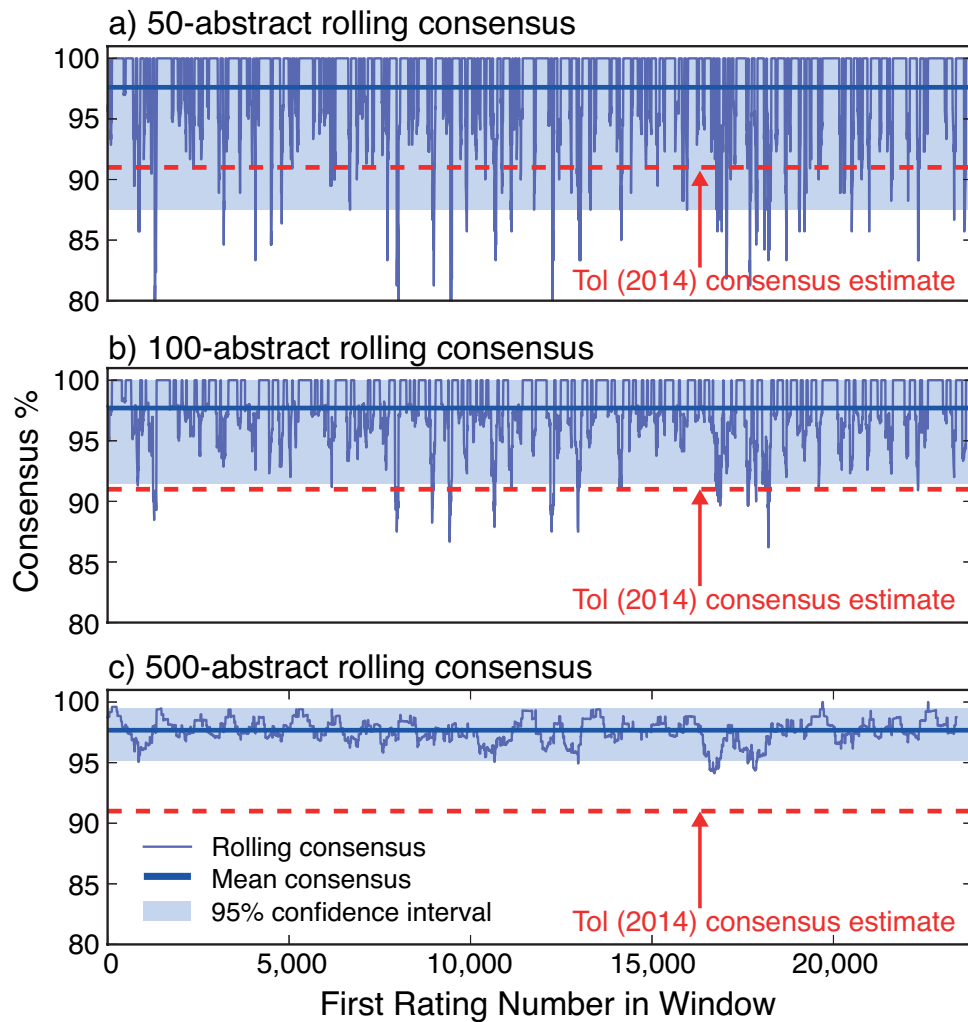 a) 50-abstract rolling consensus
100
95
90
85
80
Tol (2014) consensus estimate
b) 100-abstract rolling consensus
100
95
90
85
80
Tol (2014) consensus estimate
Consensus %
c) 500-abstract rolling consensus
100
95
90
85
80
Rolling consensus
Mean consensus
95% confidence interval
Tol (2014) consensus estimate
0 5,000 10,000 15,000 20,000
First Rating Number in Window